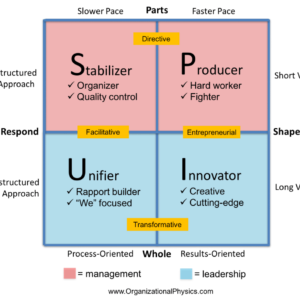 Slower Pace
Parts
Faster Pace
Directive
Stabilizer
✓ Organizer
✓ Quality control
Producer
✓ Hard worker
✓ Fighter
structured
Approach
Short V
Respond
Facilitative
Entrepreneurial
Shape
Unifier
✓ Rapport builder
✓ "We" focused
Innovator
✓ Creative
✓ Cutting-edge
structured
Approach
Long V
Transformative
Process-Oriented
Whole
Results-Oriented
= management
= leadership
www.OrganizationalPhysics.com